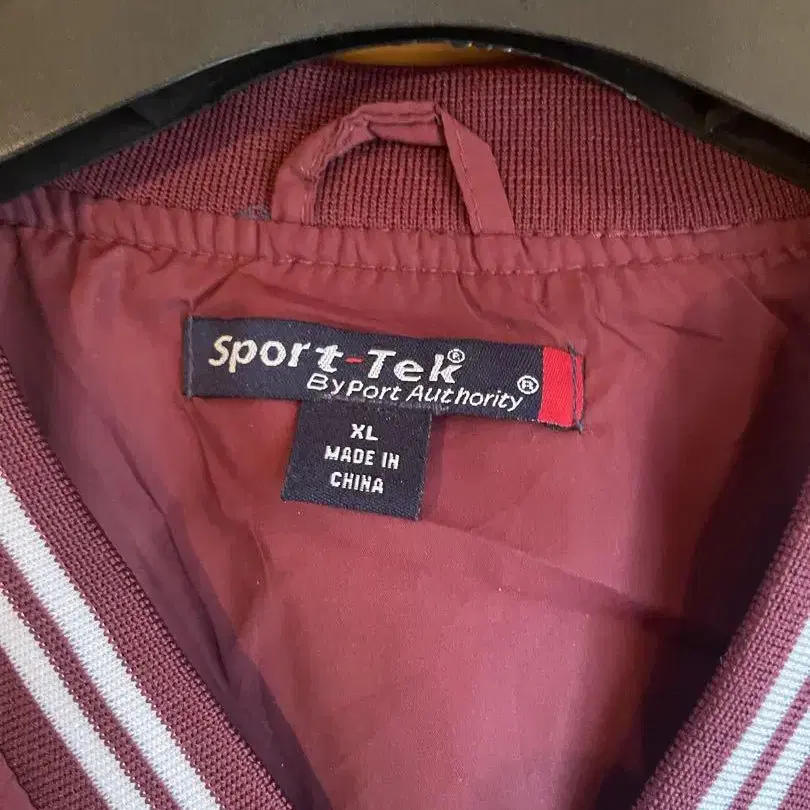 Sport-Tek®
By Port Authority®
XL
MADE IN
CHINA